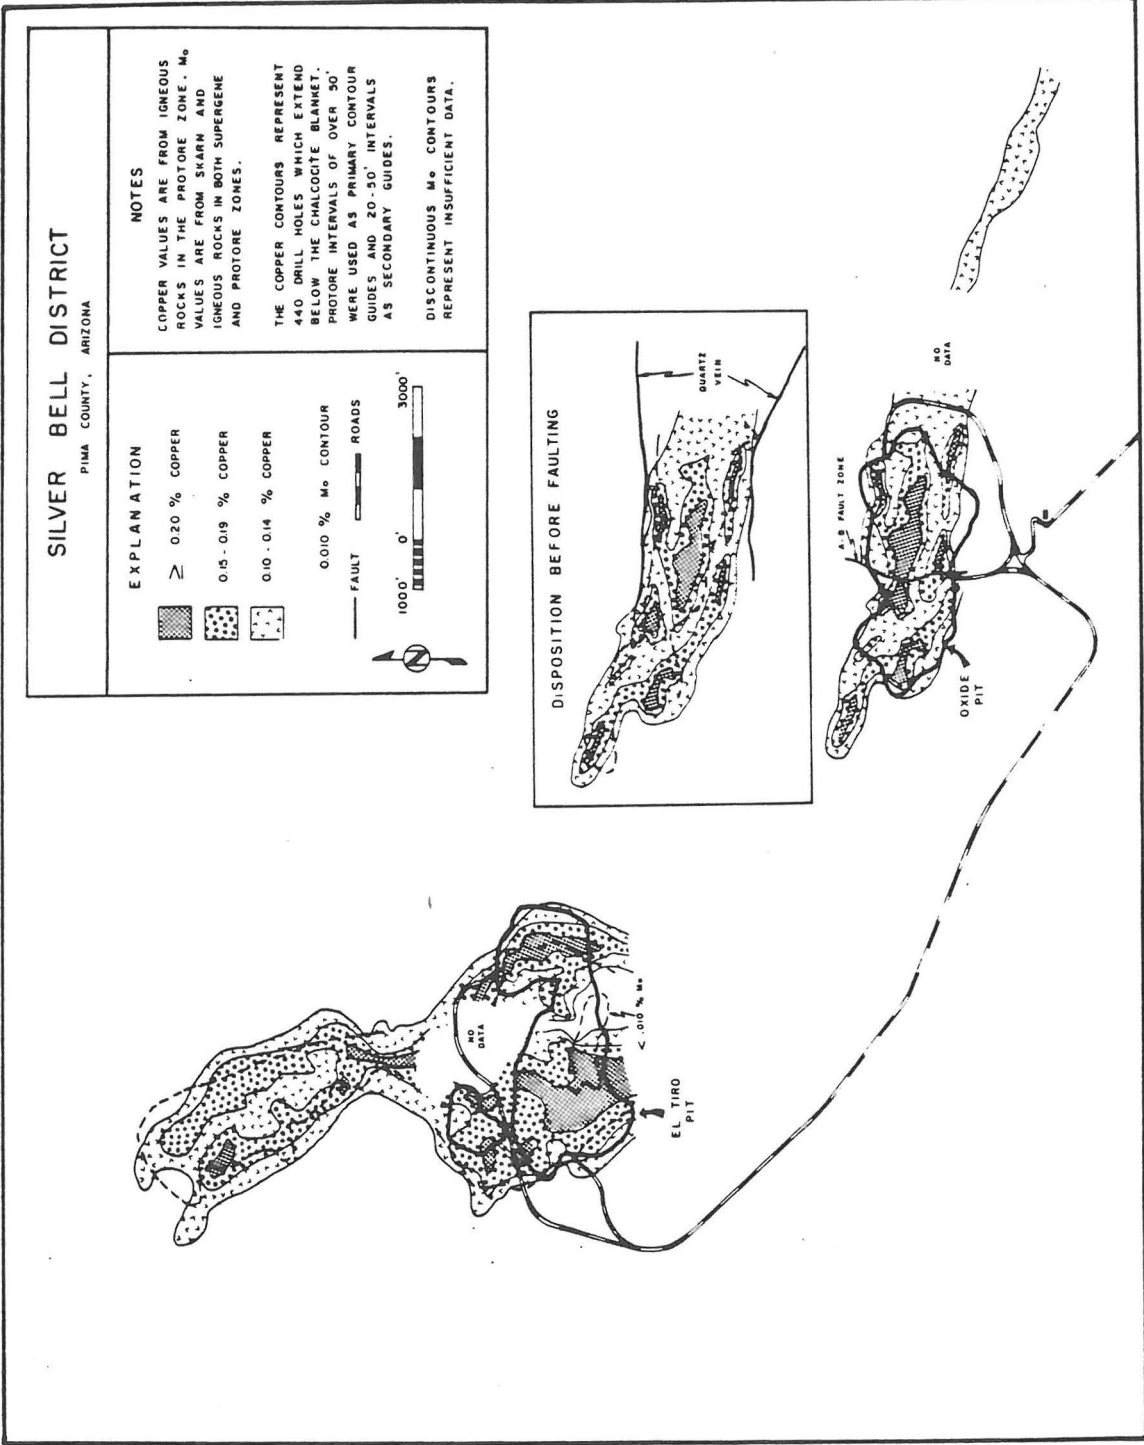 SILVER BELL DISTRICT
PIMA COUNTY, ARIZONA
EXPLANATION
≥ 0.20 % COPPER
0.15 - 0.19 % COPPER
0.10 - 0.14 % COPPER
0.010 % Mo CONTOUR
FAULT
ROADS
N
1000'
0'
3000'
NOTES
COPPER VALUES ARE FROM IGNEOUS
ROCKS IN THE PROTORE ZONE. Mo
VALUES ARE FROM SKARN AND
IGNEOUS ROCKS IN BOTH SUPERGENE
AND PROTORE ZONES.
THE COPPER CONTOURS REPRESENT
440 DRILL HOLES WHICH EXTEND
BELOW THE CHALCOCITE BLANKET.
PROTORE INTERVALS OF OVER 50'
WERE USED AS PRIMARY CONTOUR
GUIDES AND 20-50' INTERVALS
AS SECONDARY GUIDES.
DISCONTINUOUS Mo CONTOURS
REPRESENT INSUFFICIENT DATA.
DISPOSITION BEFORE FAULTING
QUARTZ
VEIN
NO
DATA
< .010 % Mo
EL TIRO
PIT
A-B FAULT ZONE
NO
DATA
OXIDE
PIT